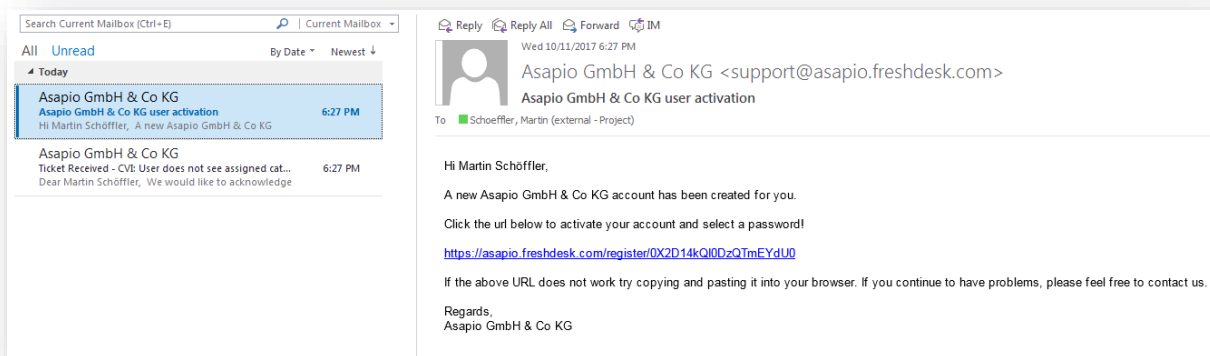 Search Current Mailbox (Ctrl+E) Current Mailbox
All Unread By Date Newest ↓
Today
Asapio GmbH & Co KG
Asapio GmbH & Co KG user activation 6:27 PM
Hi Martin Schöffler, A new Asapio GmbH & Co KG
Asapio GmbH & Co KG
Ticket Received - CVI: User does not see assigned cat... 6:27 PM
Dear Martin Schöffler, We would like to acknowledge
Reply Reply All Forward IM
Wed 10/11/2017 6:27 PM
Asapio GmbH & Co KG <support@asapio.freshdesk.com>
Asapio GmbH & Co KG user activation
To Schoeffler, Martin (external - Project)
Hi Martin Schöffler,
A new Asapio GmbH & Co KG account has been created for you.
Click the url below to activate your account and select a password!
https://asapio.freshdesk.com/register/0X2D14kQI0DzQTmEYdU0
If the above URL does not work try copying and pasting it into your browser. If you continue to have problems, please feel free to contact us.
Regards,
Asapio GmbH & Co KG